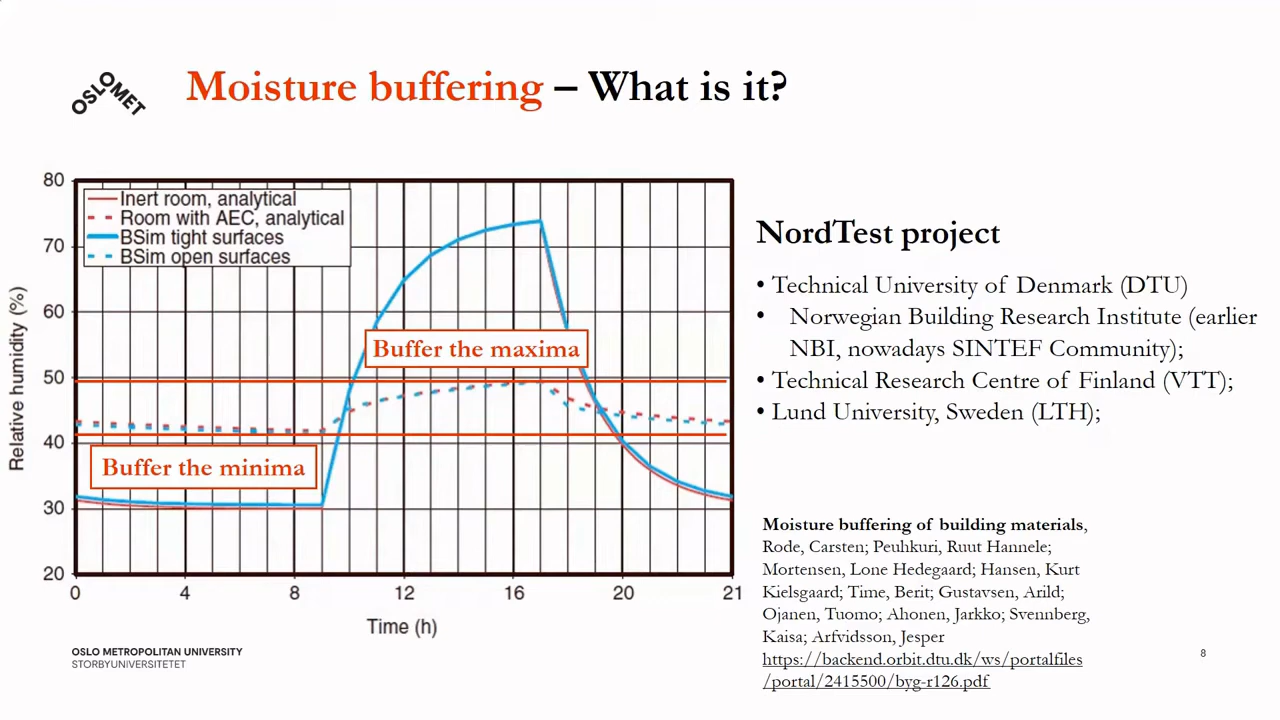 OSLOMET
Moisture buffering – What is it?
80
70
60
50
40
30
20
Relative humidity (%)
Inert room, analytical
Room with AEC, analytical
BSim tight surfaces
BSim open surfaces
Buffer the maxima
Buffer the minima
0 4 8 12 16 20 21
Time (h)
NordTest project
• Technical University of Denmark (DTU)
• Norwegian Building Research Institute (earlier
NBI, nowadays SINTEF Community);
• Technical Research Centre of Finland (VTT);
• Lund University, Sweden (LTH);
Moisture buffering of building materials,
Rode, Carsten; Peuhkuri, Ruut Hannele;
Mortensen, Lone Hedegaard; Hansen, Kurt
Kielsgaard; Time, Berit; Gustavsen, Arild;
Ojanen, Tuomo; Ahonen, Jarkko; Svennberg,
Kaisa; Arfvidsson, Jesper
https://backend.orbit.dtu.dk/ws/portalfiles
/portal/2415500/byg-r126.pdf
OSLO METROPOLITAN UNIVERSITY
STORBYUNIVERSITETET
8